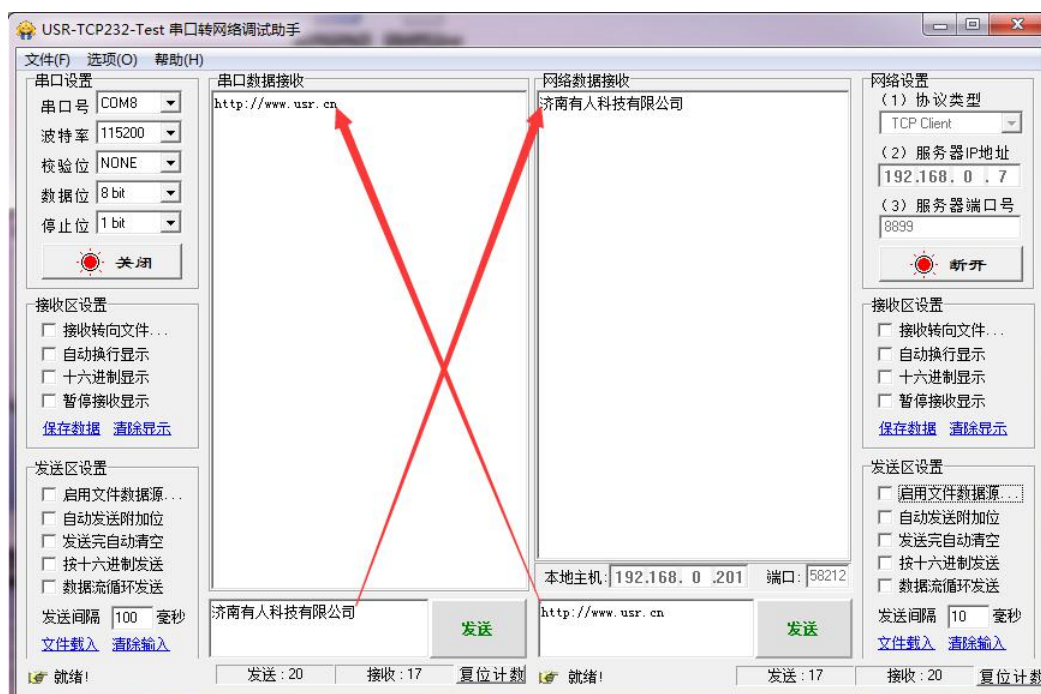 USR-TCP232-Test 串口转网络调试助手
文件(F) 选项(O) 帮助(H)
串口设置
串口号 COM8
波特率 115200
校验位 NONE
数据位 8 bit
停止位 1 bit
关闭
接收区设置
接收转向文件...
自动换行显示
十六进制显示
暂停接收显示
保存数据 清除显示
发送区设置
启用文件数据源...
自动发送附加位
发送完自动清空
按十六进制发送
数据流循环发送
发送间隔 100 毫秒
文件载入 清除输入
就绪!
串口数据接收
http://www.usr.cn
济南有人科技有限公司
发送
发送:20 接收:17 复位计数
网络数据接收
济南有人科技有限公司
本地主机: 192.168. 0 .201 端口: 58212
http://www.usr.cn
发送
就绪!
发送:17 接收:20 复位计数
网络设置
(1) 协议类型
TCP Client
(2) 服务器IP地址
192.168. 0 . 7
(3) 服务器端口号
8899
断开
接收区设置
接收转向文件...
自动换行显示
十六进制显示
暂停接收显示
保存数据 清除显示
发送区设置
启用文件数据源...
自动发送附加位
发送完自动清空
按十六进制发送
数据流循环发送
发送间隔 10 毫秒
文件载入 清除输入